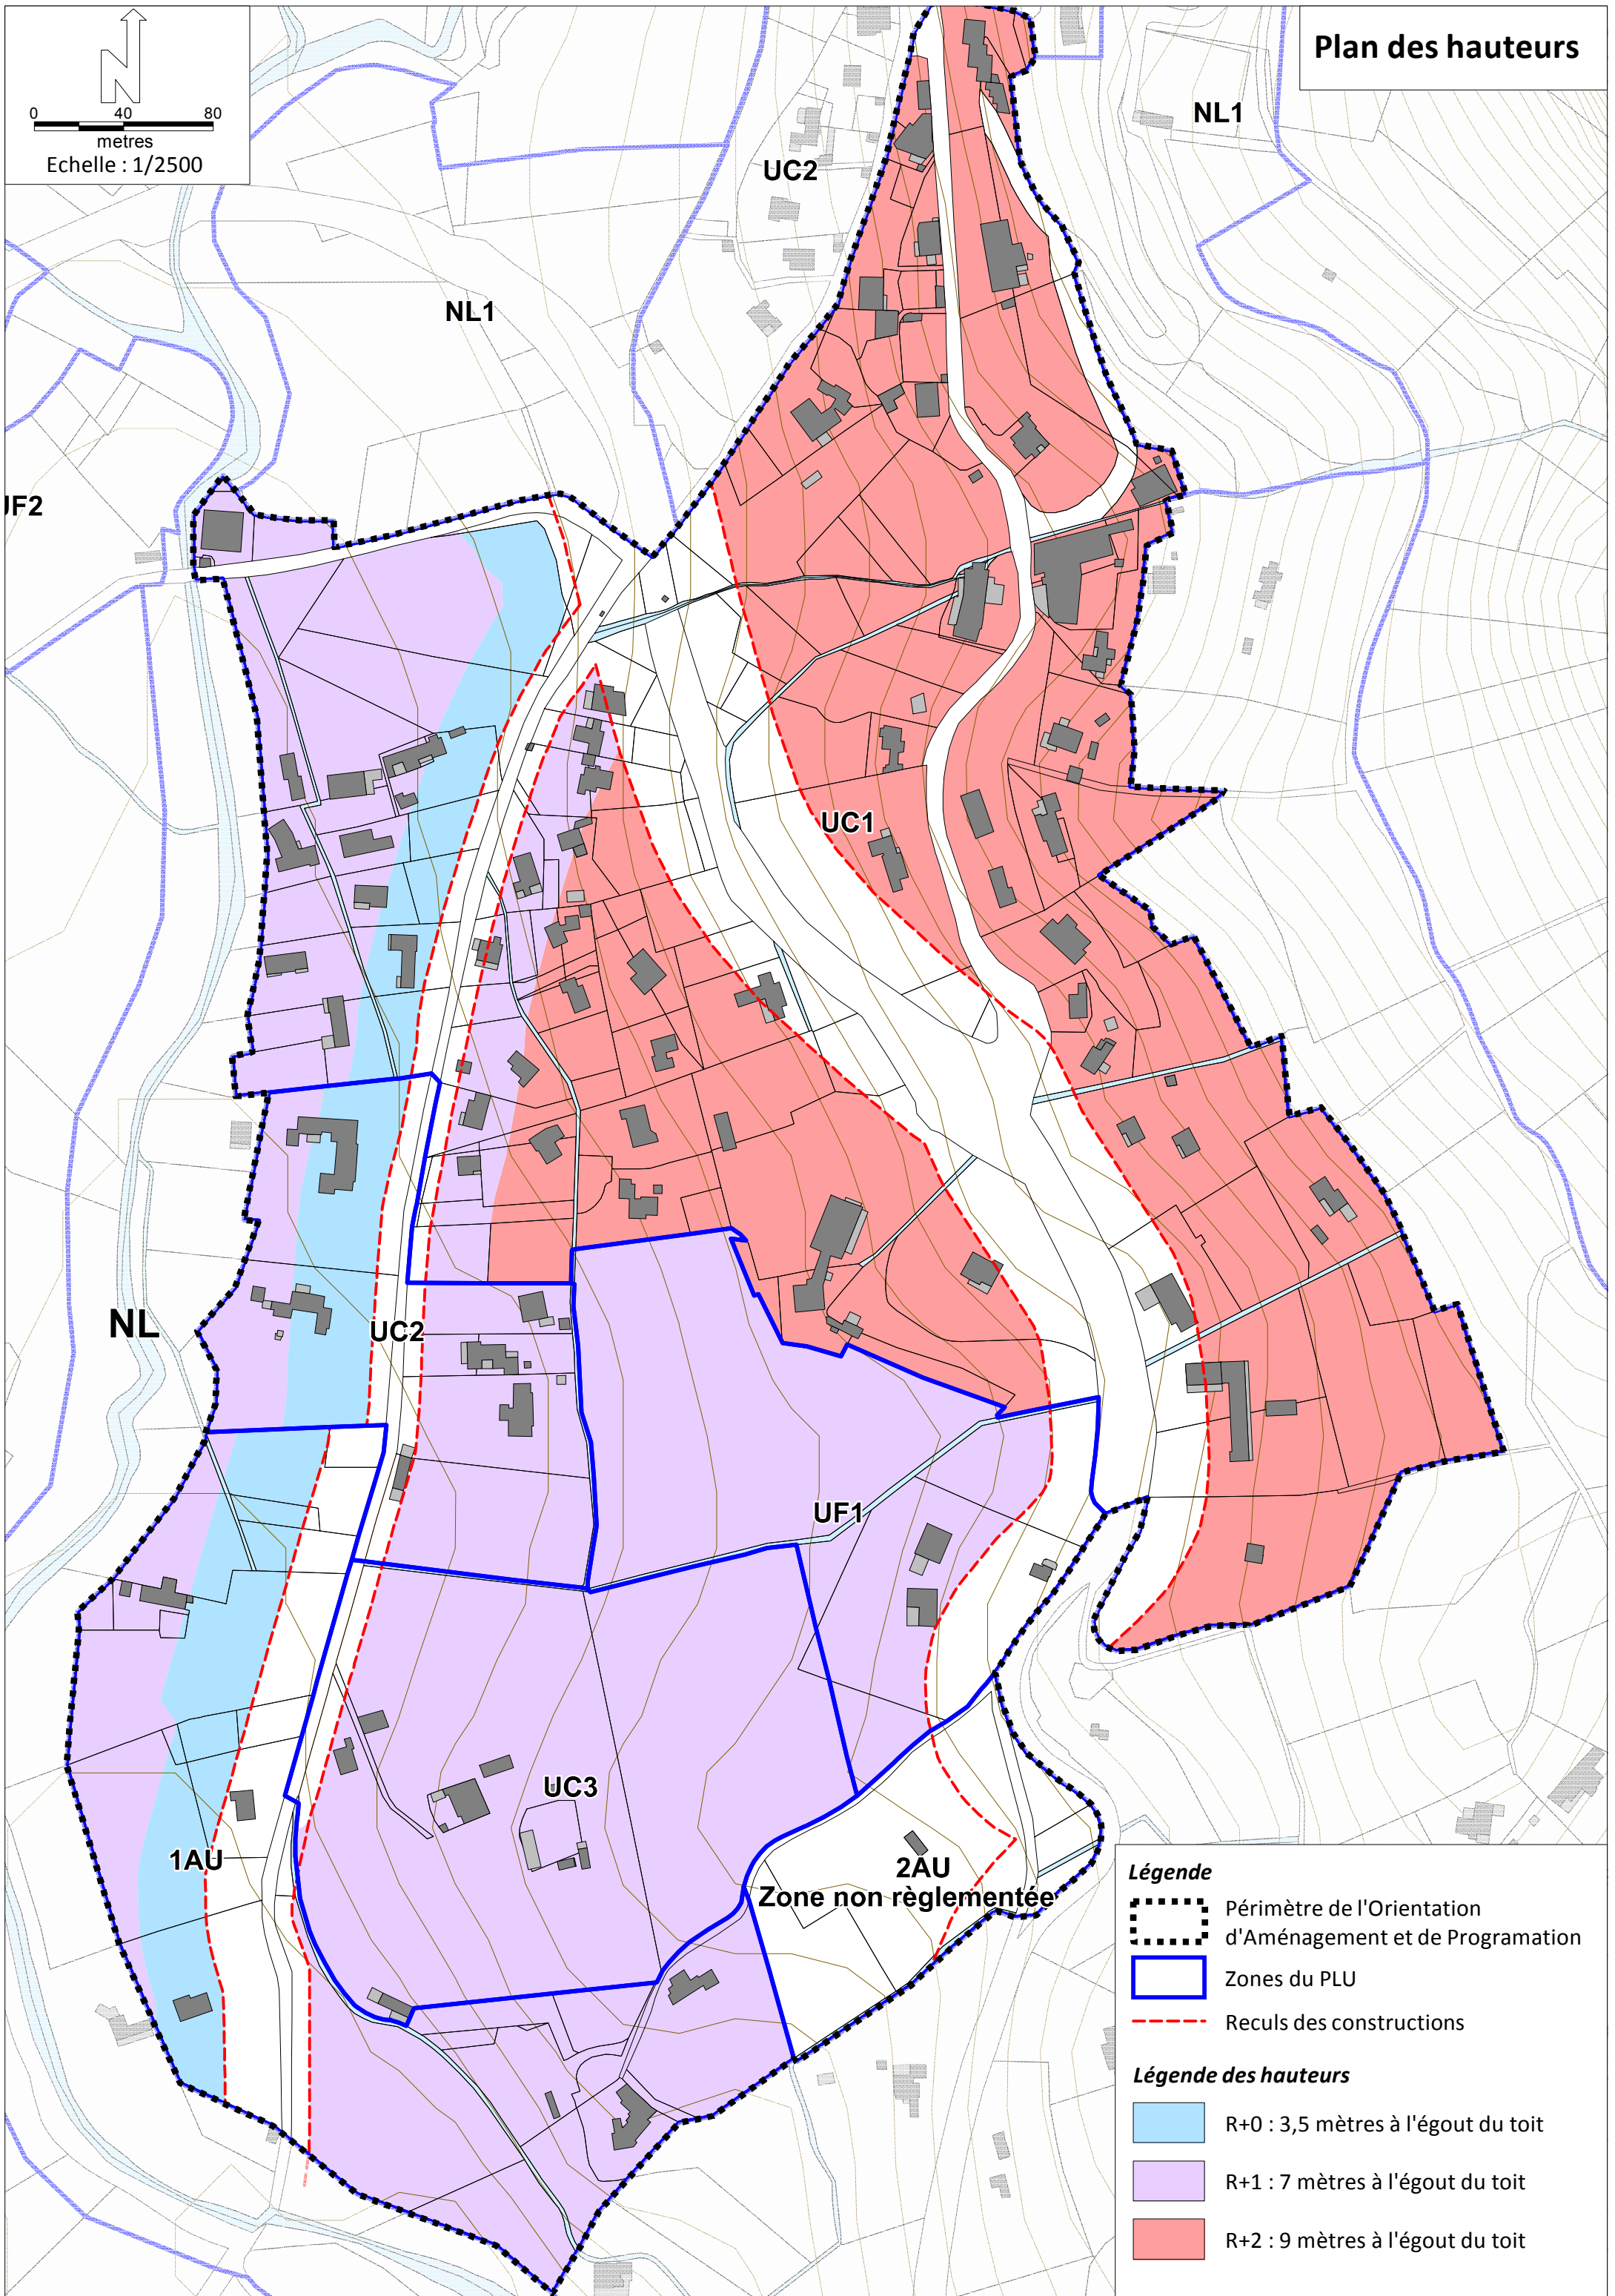 Plan des hauteurs
N
0 40 80
metres
Echelle : 1/2500
NL1
UC2
NL1
UC1
NL
UC2
UF1
UC3
1AU
2AU
Zone non règlementée
Légende
Périmètre de l'Orientation
d'Aménagement et de Programation
Zones du PLU
Reculs des constructions
Légende des hauteurs
R+0 : 3,5 mètres à l'égout du toit
R+1 : 7 mètres à l'égout du toit
R+2 : 9 mètres à l'égout du toit